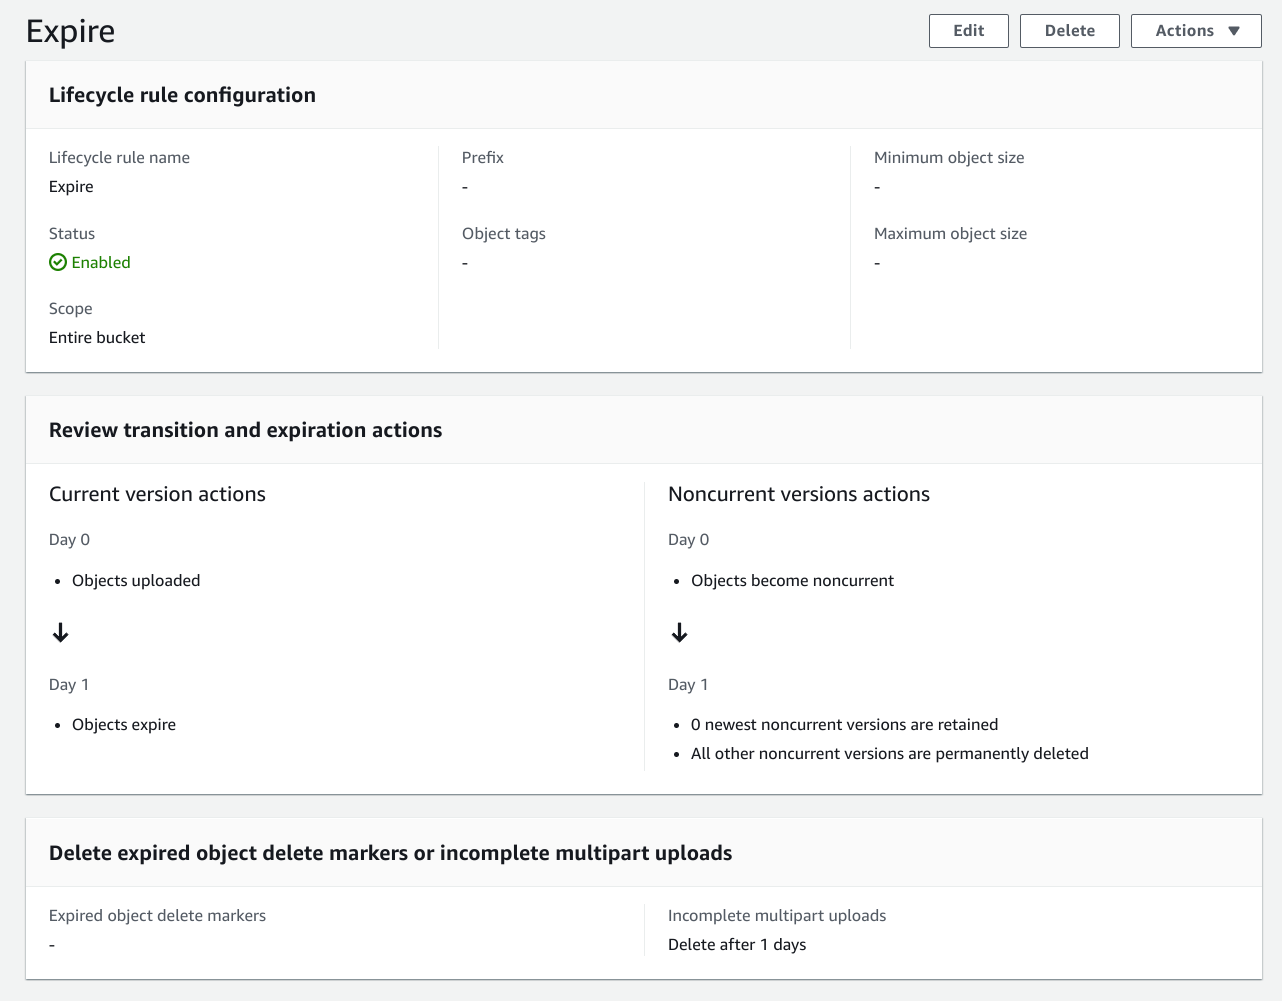 Expire
Edit
Delete
Actions
Lifecycle rule configuration
Lifecycle rule name
Expire
Status
Enabled
Scope
Entire bucket
Prefix
-
Object tags
-
Minimum object size
-
Maximum object size
-
Review transition and expiration actions
Current version actions
Day 0
• Objects uploaded
Day 1
• Objects expire
Noncurrent versions actions
Day 0
• Objects become noncurrent
Day 1
• 0 newest noncurrent versions are retained
• All other noncurrent versions are permanently deleted
Delete expired object delete markers or incomplete multipart uploads
Expired object delete markers
-
Incomplete multipart uploads
Delete after 1 days